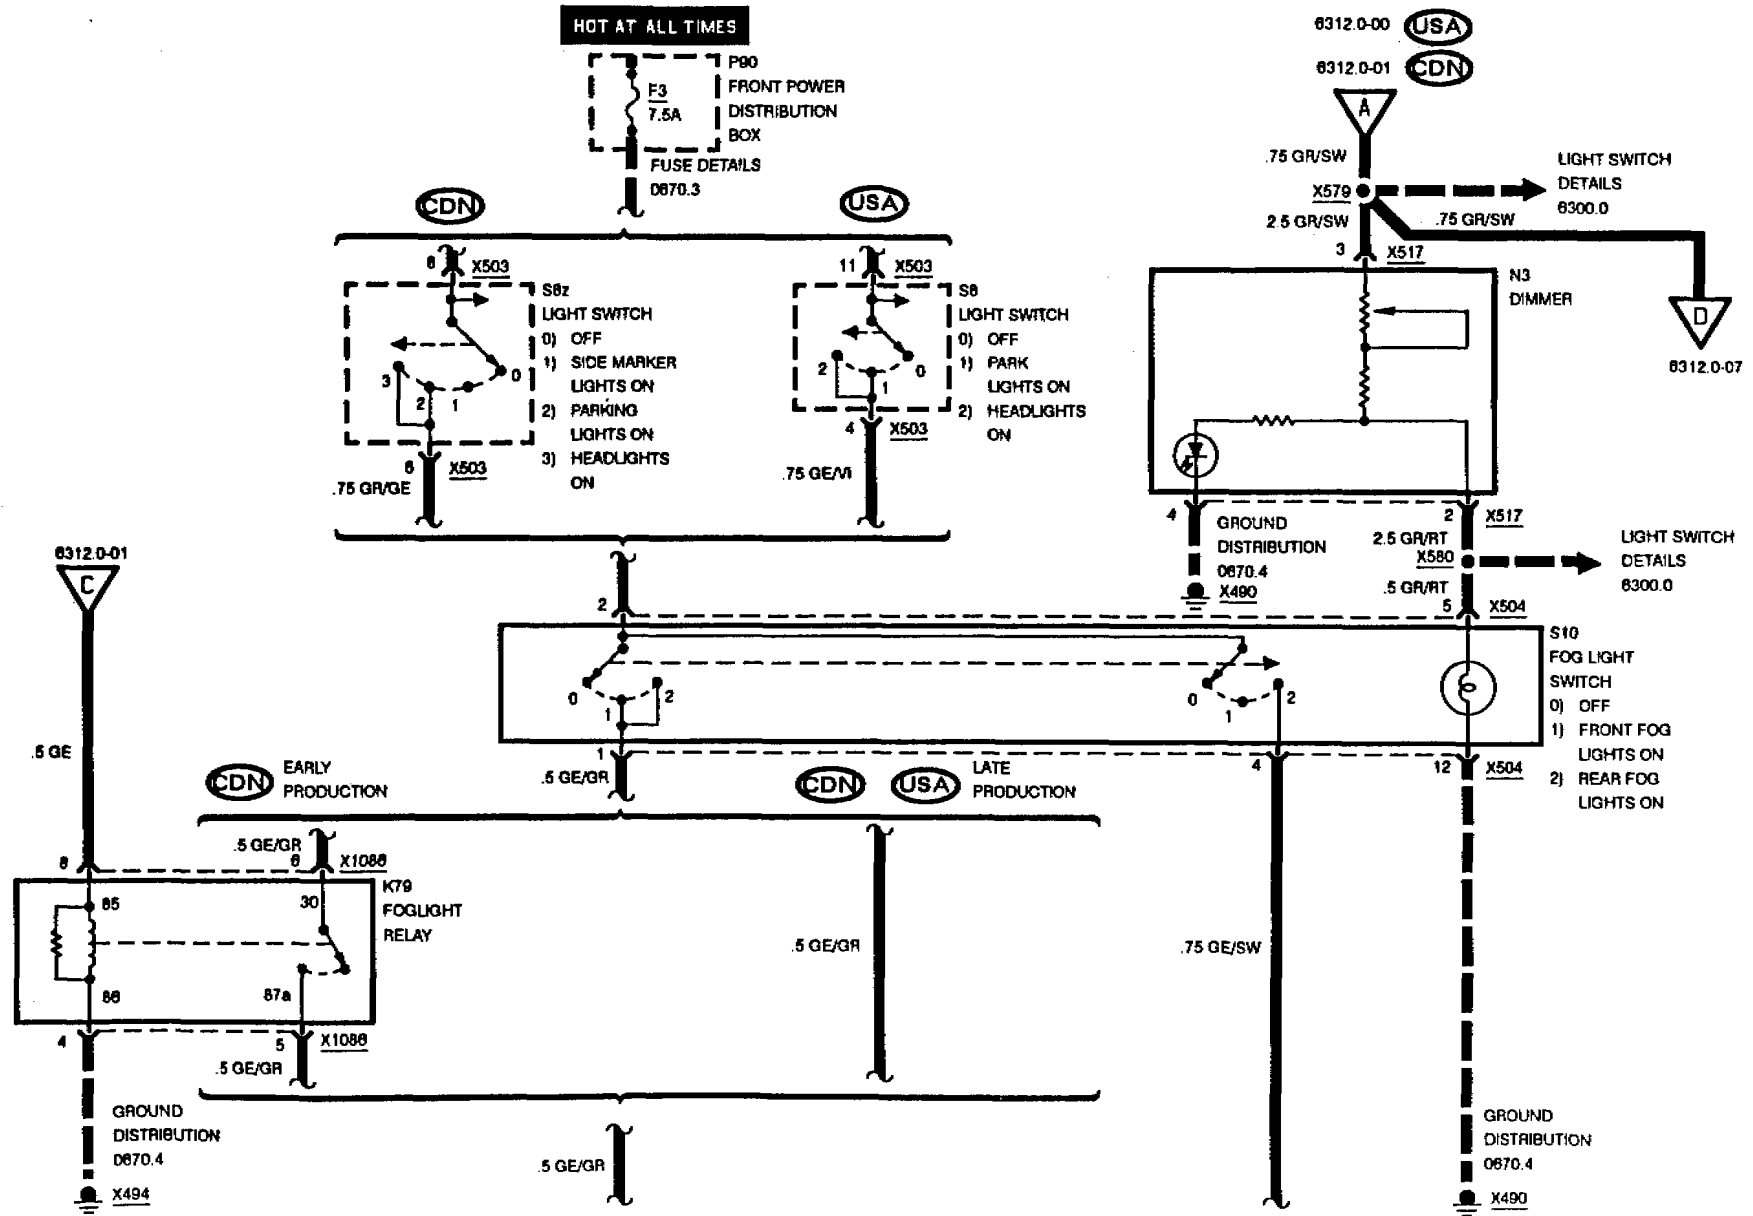 HOT AT ALL TIMES
P90
FRONT POWER
DISTRIBUTION
BOX
F3
7.5A
FUSE DETAILS
0670.3
CDN
USA
8
X503
S8z
LIGHT SWITCH
0) OFF
1) SIDE MARKER
LIGHTS ON
2) PARKING
LIGHTS ON
3) HEADLIGHTS
ON
3
2
1
0
6
X503
.75 GR/GE
11
X503
S8
LIGHT SWITCH
0) OFF
1) PARK
LIGHTS ON
2) HEADLIGHTS
ON
2
1
0
4
X503
.75 GE/VI
6312.0-00
USA
6312.0-01
CDN
A
.75 GR/SW
X579
LIGHT SWITCH
DETAILS
6300.0
2.5 GR/SW
.75 GR/SW
3
X517
N3
DIMMER
D
6312.0-07
4
GROUND
DISTRIBUTION
0670.4
X490
2
X517
2.5 GR/RT
X580
LIGHT SWITCH
DETAILS
6300.0
.5 GR/RT
5
X504
6312.0-01
C
.5 GE
2
0
1
2
0
1
2
S10
FOG LIGHT
SWITCH
0) OFF
1) FRONT FOG
LIGHTS ON
2) REAR FOG
LIGHTS ON
1
.5 GE/GR
4
12
X504
CDN
EARLY
PRODUCTION
CDN
USA
LATE
PRODUCTION
.5 GE/GR
8
6
X1086
K79
FOGLIGHT
RELAY
85
30
86
87a
4
5
X1086
.5 GE/GR
.5 GE/GR
.75 GE/SW
GROUND
DISTRIBUTION
0670.4
X494
.5 GE/GR
GROUND
DISTRIBUTION
0670.4
X490